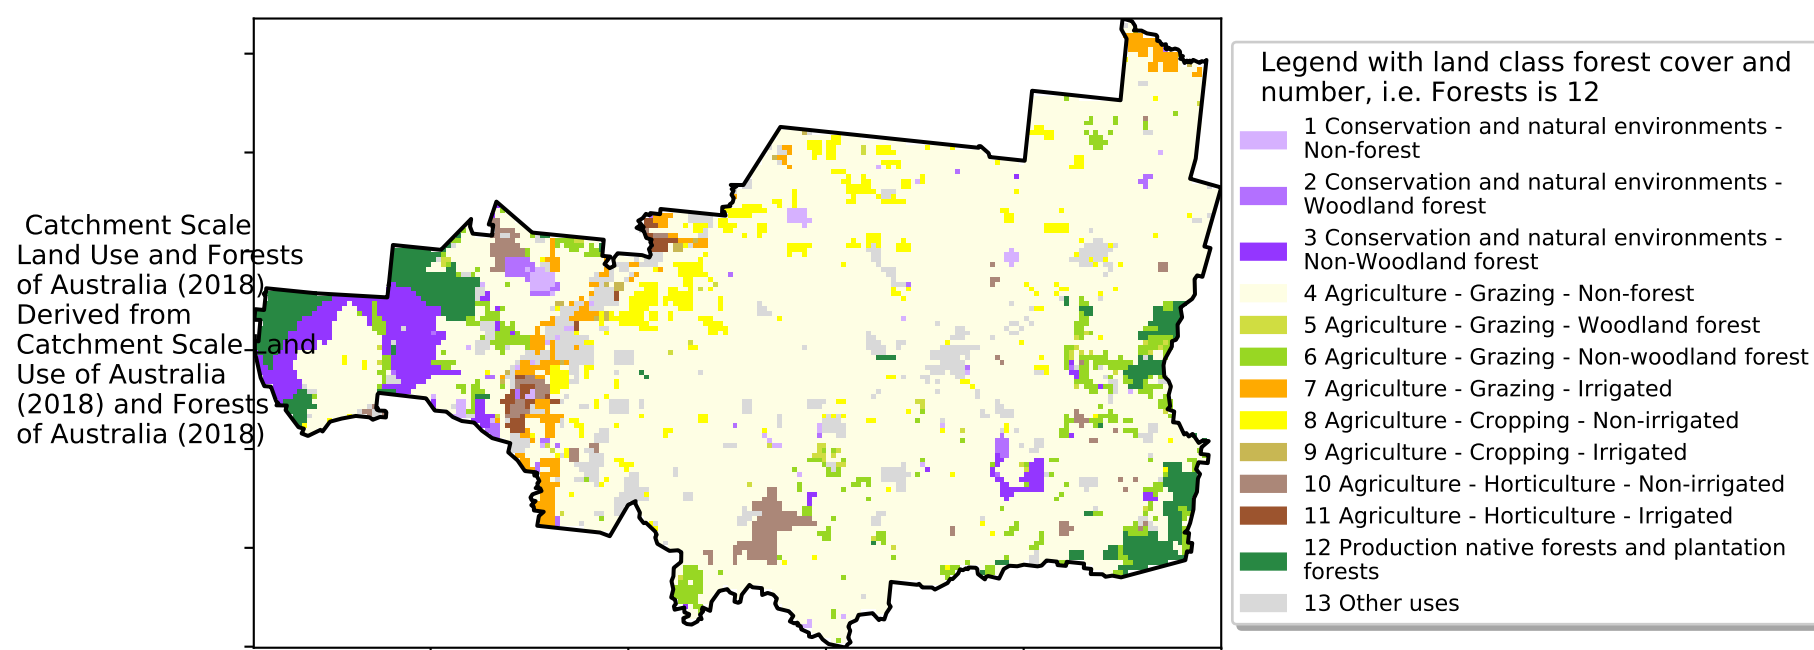 Catchment Scale
Land Use and Forests
of Australia (2018)
Derived from
Catchment Scale Land
Use of Australia
(2018) and Forests
of Australia (2018)
Legend with land class forest cover and
number, i.e. Forests is 12
1 Conservation and natural environments -
Non-forest
2 Conservation and natural environments -
Woodland forest
3 Conservation and natural environments -
Non-Woodland forest
4 Agriculture - Grazing - Non-forest
5 Agriculture - Grazing - Woodland forest
6 Agriculture - Grazing - Non-woodland forest
7 Agriculture - Grazing - Irrigated
8 Agriculture - Cropping - Non-irrigated
9 Agriculture - Cropping - Irrigated
10 Agriculture - Horticulture - Non-irrigated
11 Agriculture - Horticulture - Irrigated
12 Production native forests and plantation
forests
13 Other uses